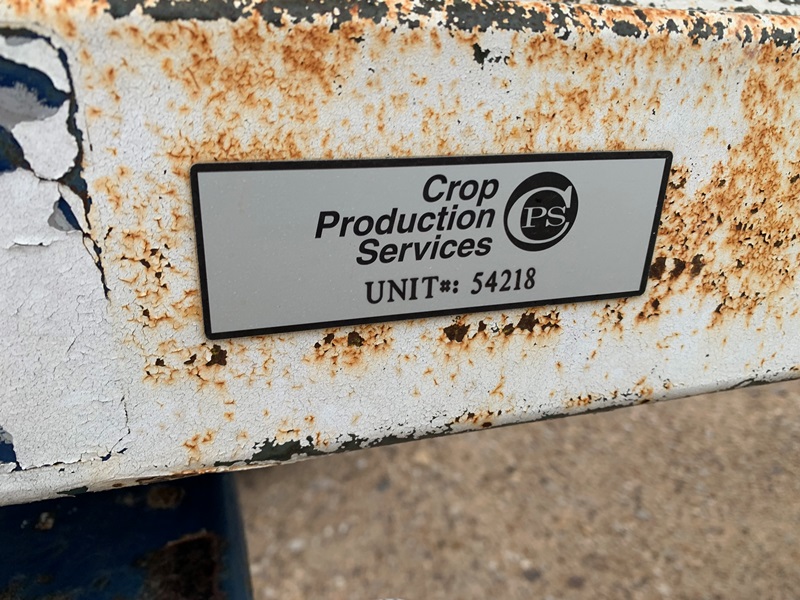 Crop
Production
Services
CPS
UNIT#: 54218